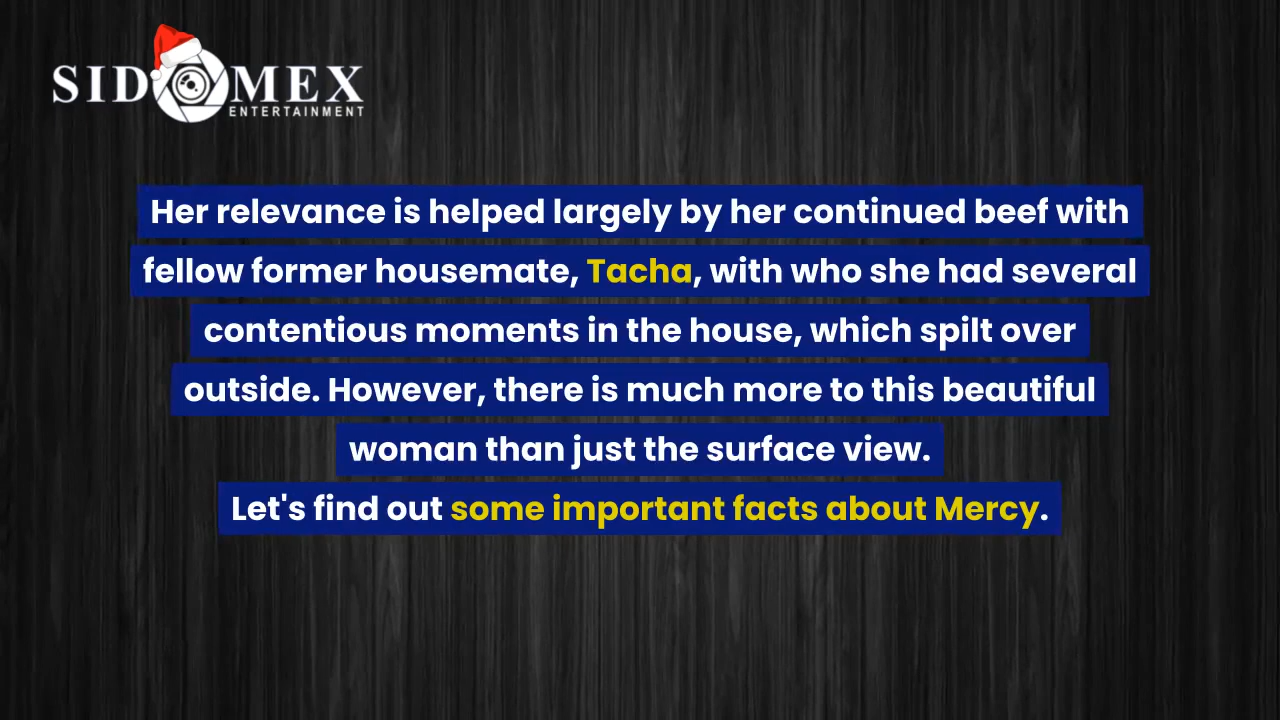 SIDOMEX
ENTERTAINMENT
Her relevance is helped largely by her continued beef with
fellow former housemate, Tacha, with who she had several
contentious moments in the house, which spilt over
outside. However, there is much more to this beautiful
woman than just the surface view.
Let's find out some important facts about Mercy.